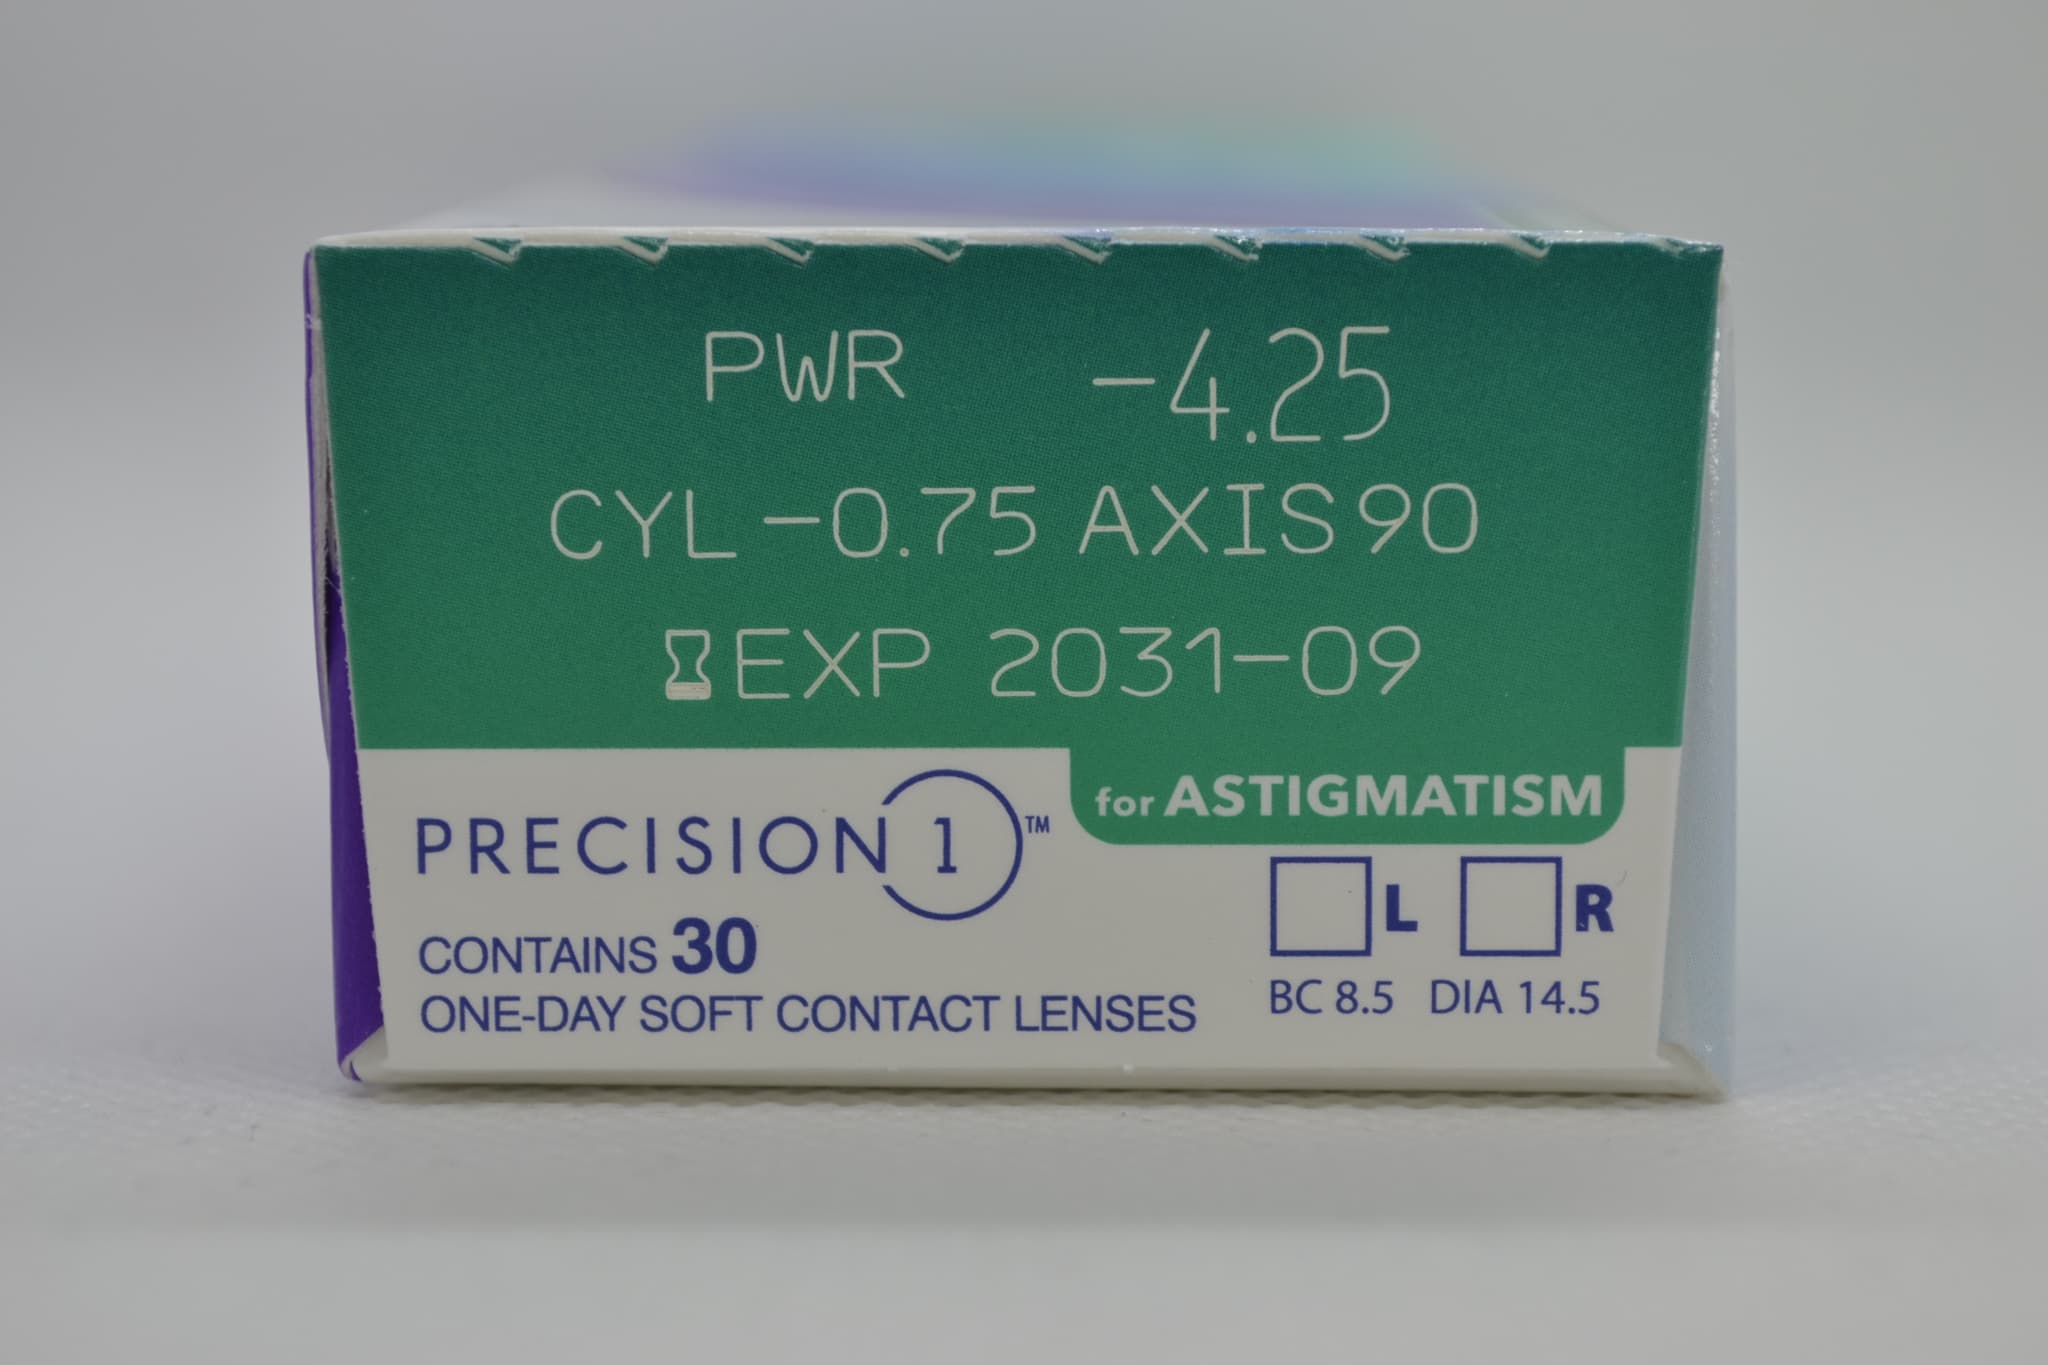 PWR -4.25
CYL -0.75 AXIS 90
EXP 2031-09
for ASTIGMATISM
PRECISION 1™
L R
CONTAINS 30
BC 8.5 DIA 14.5
ONE-DAY SOFT CONTACT LENSES